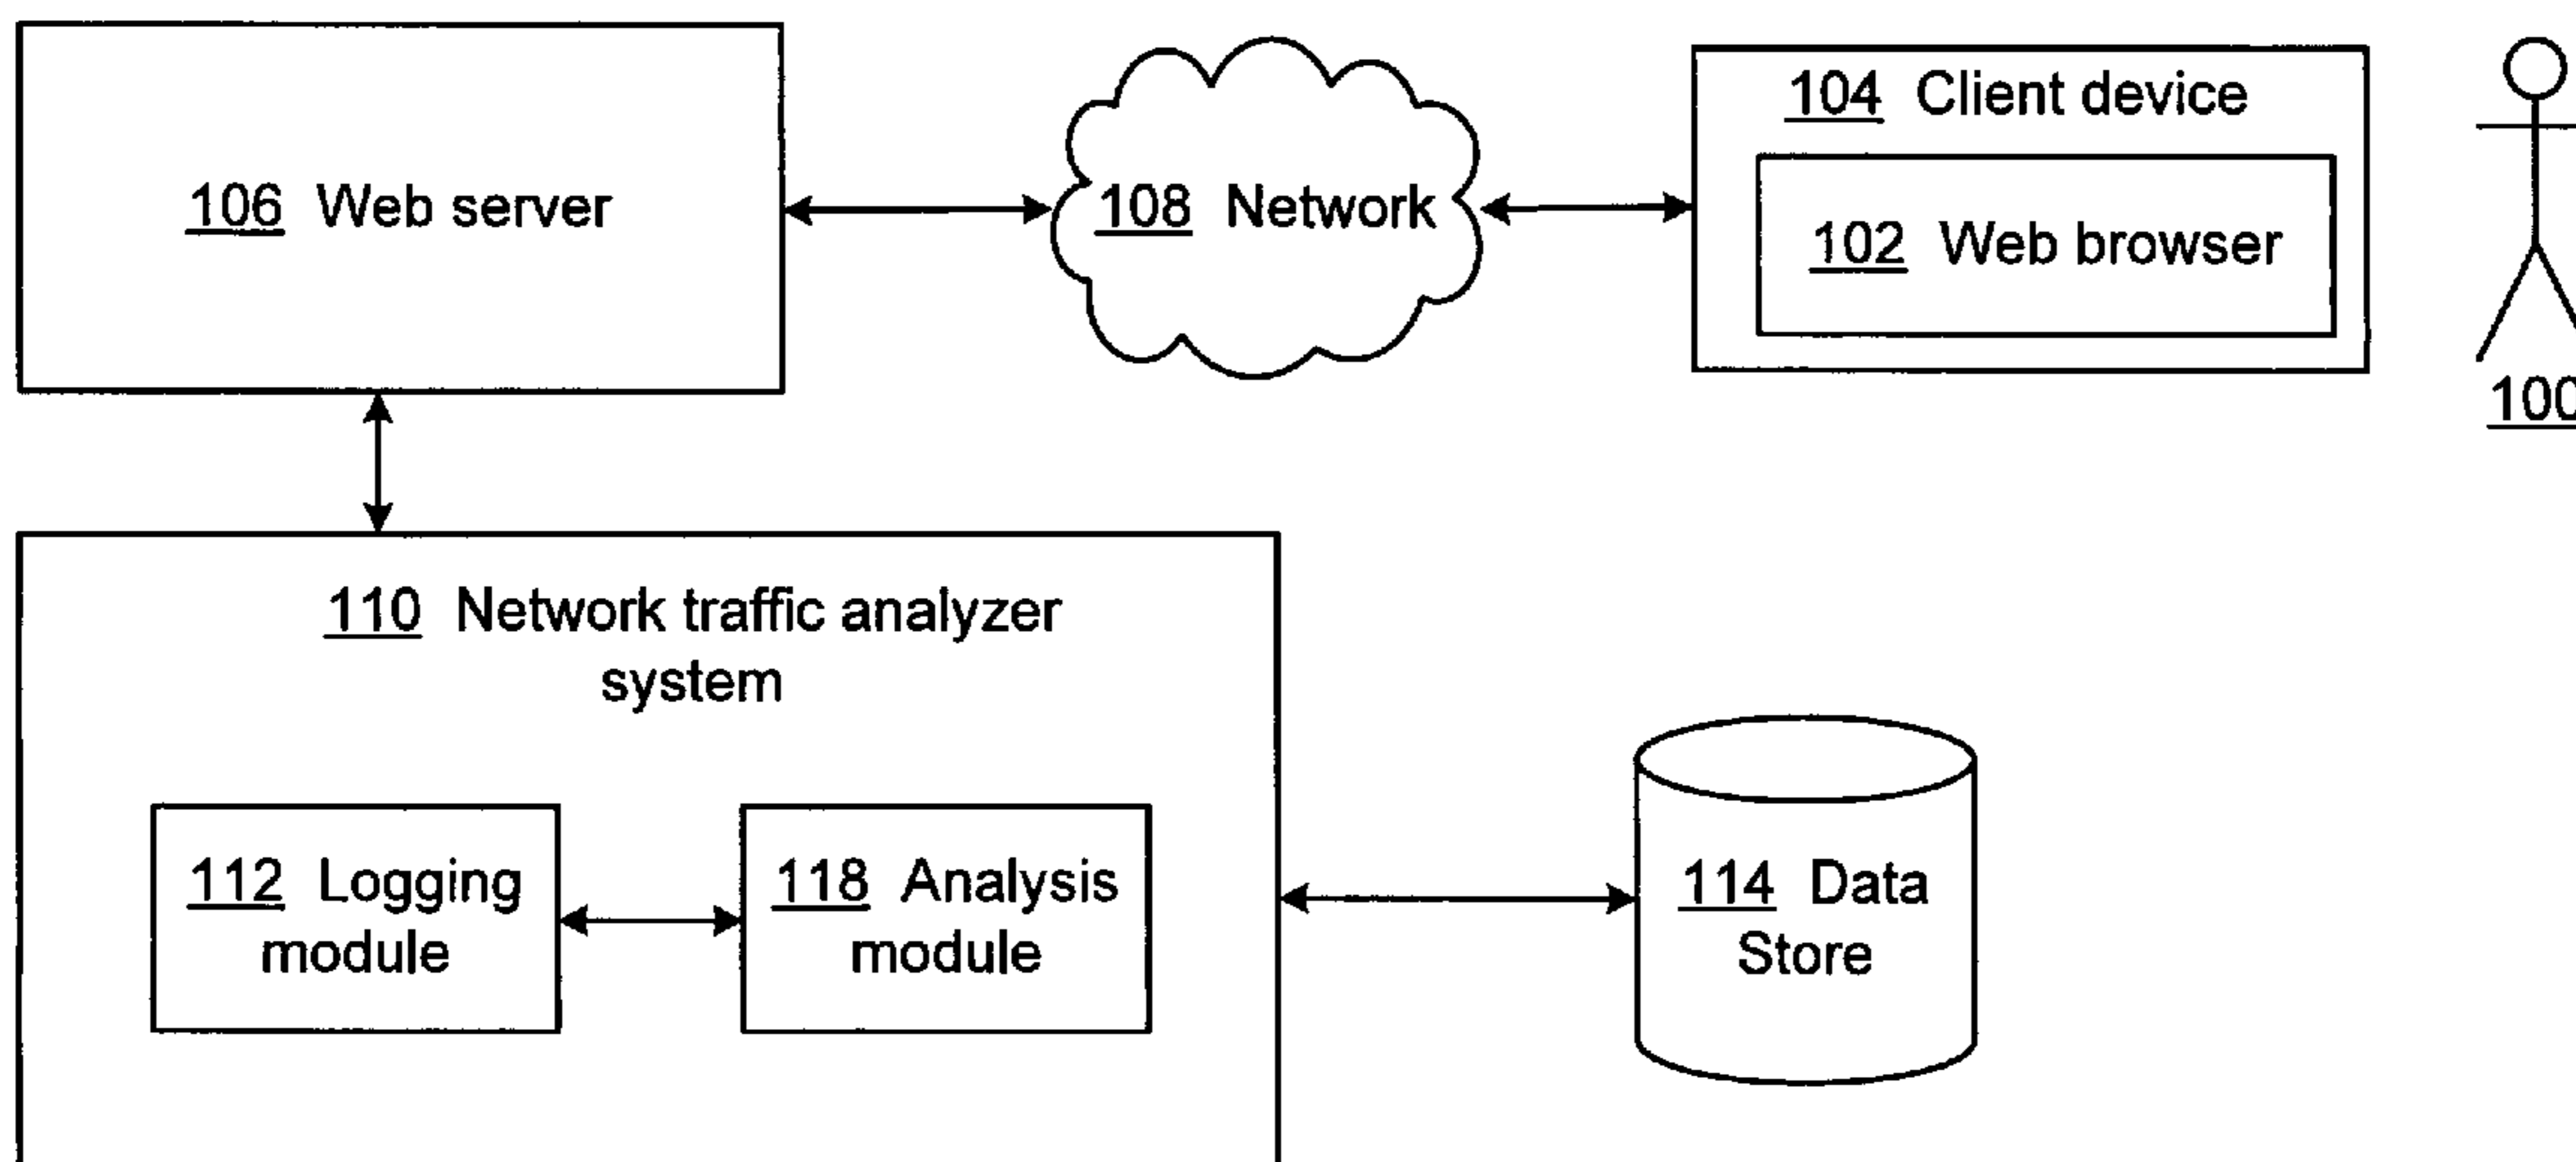 106 Web server
108 Network
104 Client device
102 Web browser
100
110 Network traffic analyzer
system
112 Logging
module
118 Analysis
module
114 Data
Store